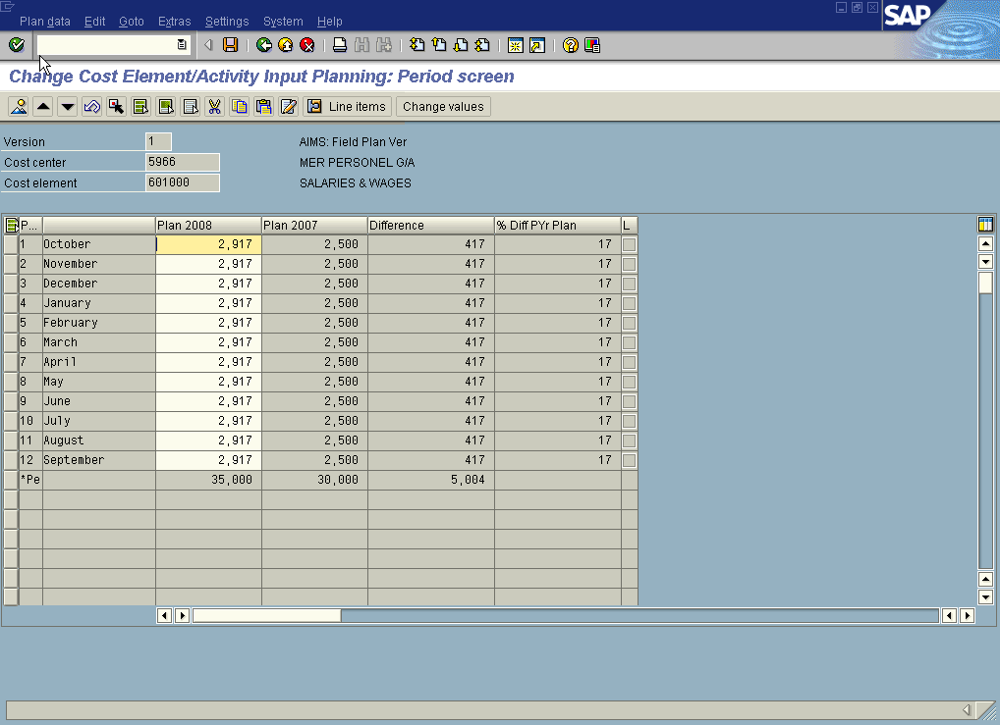 Plan data Edit Goto Extras Settings System Help
SAP
Change Cost Element/Activity Input Planning: Period screen
Line items Change values
Version 1 AIMS: Field Plan Ver
Cost center 5966 MER PERSONEL G/A
Cost element 601000 SALARIES & WAGES
P... Plan 2008 Plan 2007 Difference % Diff PYr Plan L
1 October 2,917 2,500 417 17
2 November 2,917 2,500 417 17
3 December 2,917 2,500 417 17
4 January 2,917 2,500 417 17
5 February 2,917 2,500 417 17
6 March 2,917 2,500 417 17
7 April 2,917 2,500 417 17
8 May 2,917 2,500 417 17
9 June 2,917 2,500 417 17
10 July 2,917 2,500 417 17
11 August 2,917 2,500 417 17
12 September 2,917 2,500 417 17
*Pe 35,000 30,000 5,004